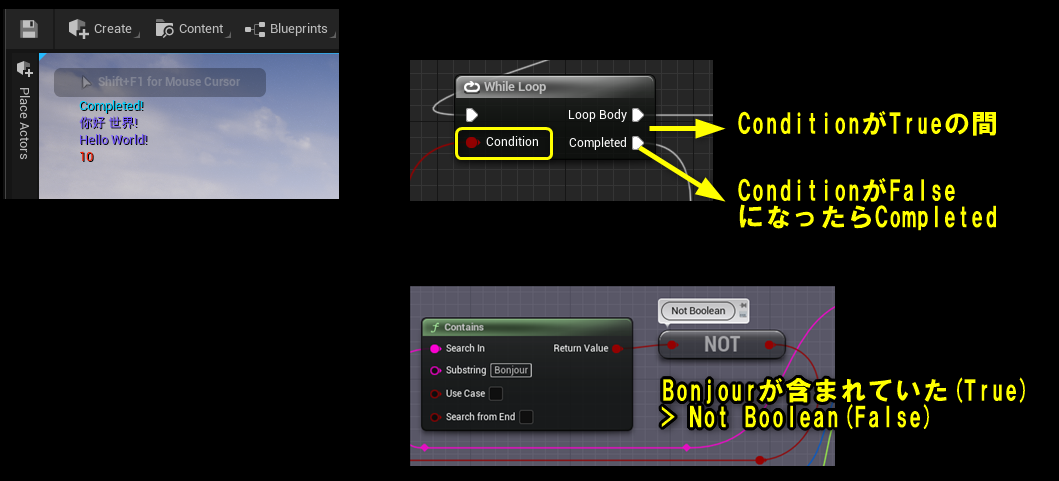 Create
Content
Blueprints
Place Actors
Shift+F1 for Mouse Cursor
Completed!
你好 世界!
Hello World!
10
While Loop
Loop Body
Condition
Completed
ConditionがTrueの間
ConditionがFalse
になったらCompleted
Contains
Search In
Return Value
Substring
Bonjour
Use Case
Search from End
Not Boolean
NOT
Bonjourが含まれていた(True)
> Not Boolean(False)